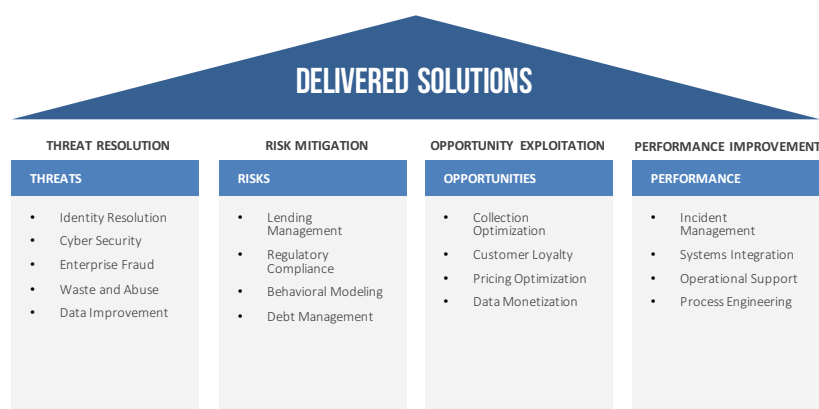 DELIVERED SOLUTIONS
THREAT RESOLUTION
THREATS
• Identity Resolution
• Cyber Security
• Enterprise Fraud
• Waste and Abuse
• Data Improvement
RISK MITIGATION
RISKS
• Lending
Management
• Regulatory
Compliance
• Behavioral Modeling
• Debt Management
OPPORTUNITY EXPLOITATION
OPPORTUNITIES
• Collection
Optimization
• Customer Loyalty
• Pricing Optimization
• Data Monetization
PERFORMANCE IMPROVEMENT
PERFORMANCE
• Incident
Management
• Systems Integration
• Operational Support
• Process Engineering